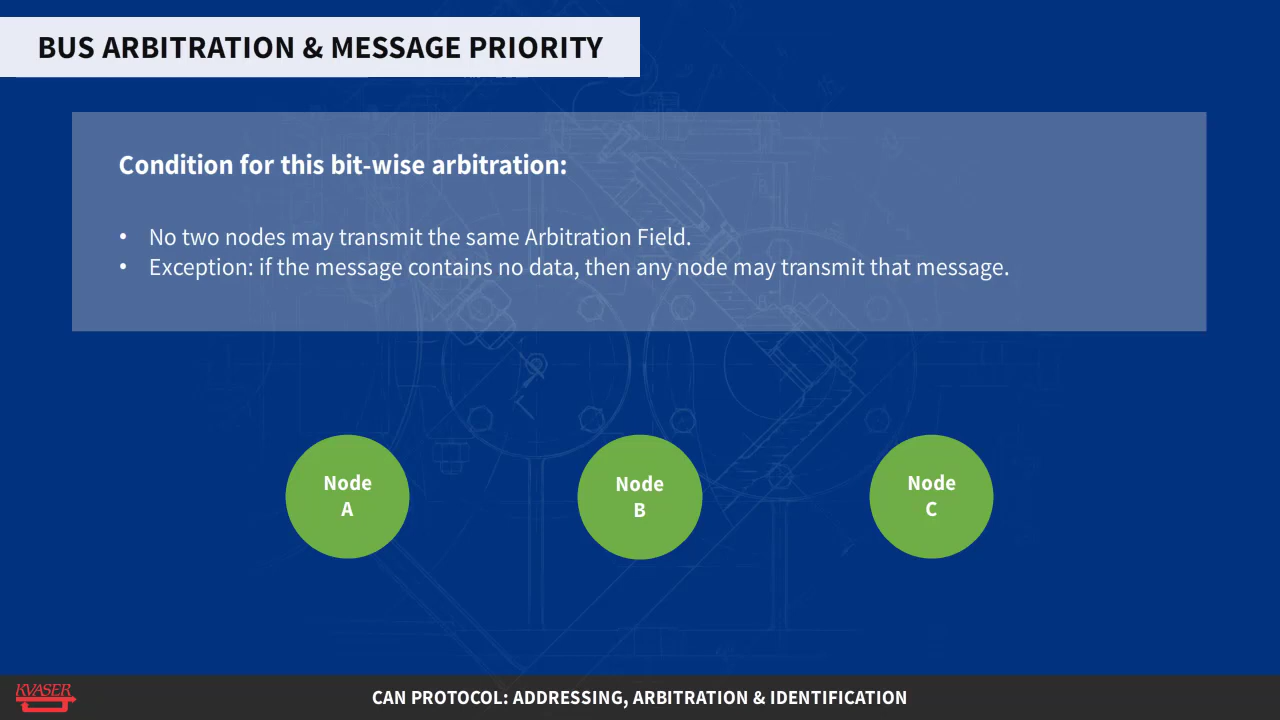 BUS ARBITRATION & MESSAGE PRIORITY
Condition for this bit-wise arbitration:
• No two nodes may transmit the same Arbitration Field.
• Exception: if the message contains no data, then any node may transmit that message.
Node
A
Node
B
Node
C
KVASER
CAN PROTOCOL: ADDRESSING, ARBITRATION & IDENTIFICATION